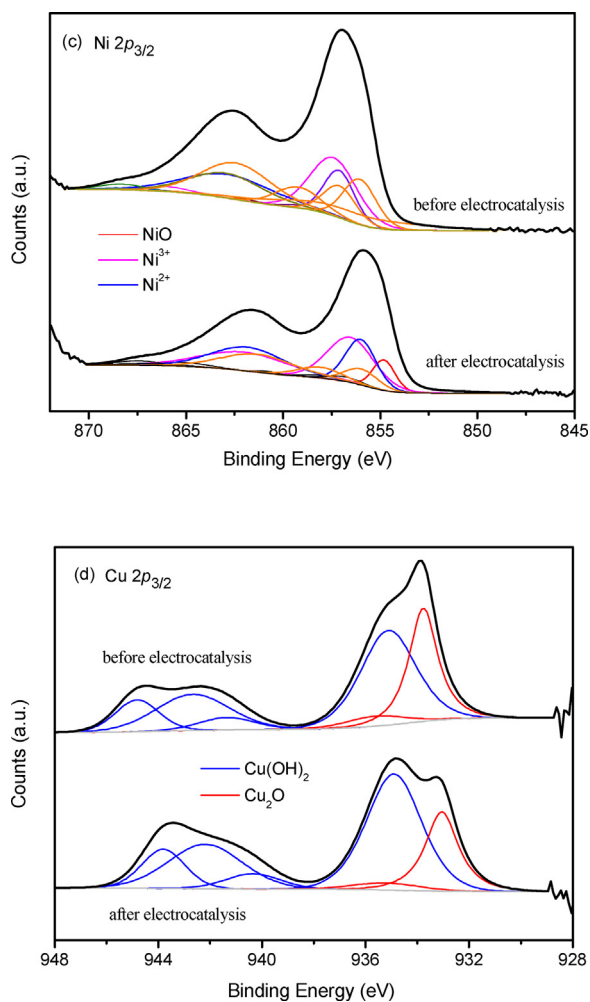 (c) Ni 2p3/2
Counts (a.u.)
before electrocatalysis
NiO
Ni3+
Ni2+
after electrocatalysis
870 865 860 855 850 845
Binding Energy (eV)
(d) Cu 2p3/2
Counts (a.u.)
before electrocatalysis
Cu(OH)2
Cu2O
after electrocatalysis
948 944 940 936 932 928
Binding Energy (eV)